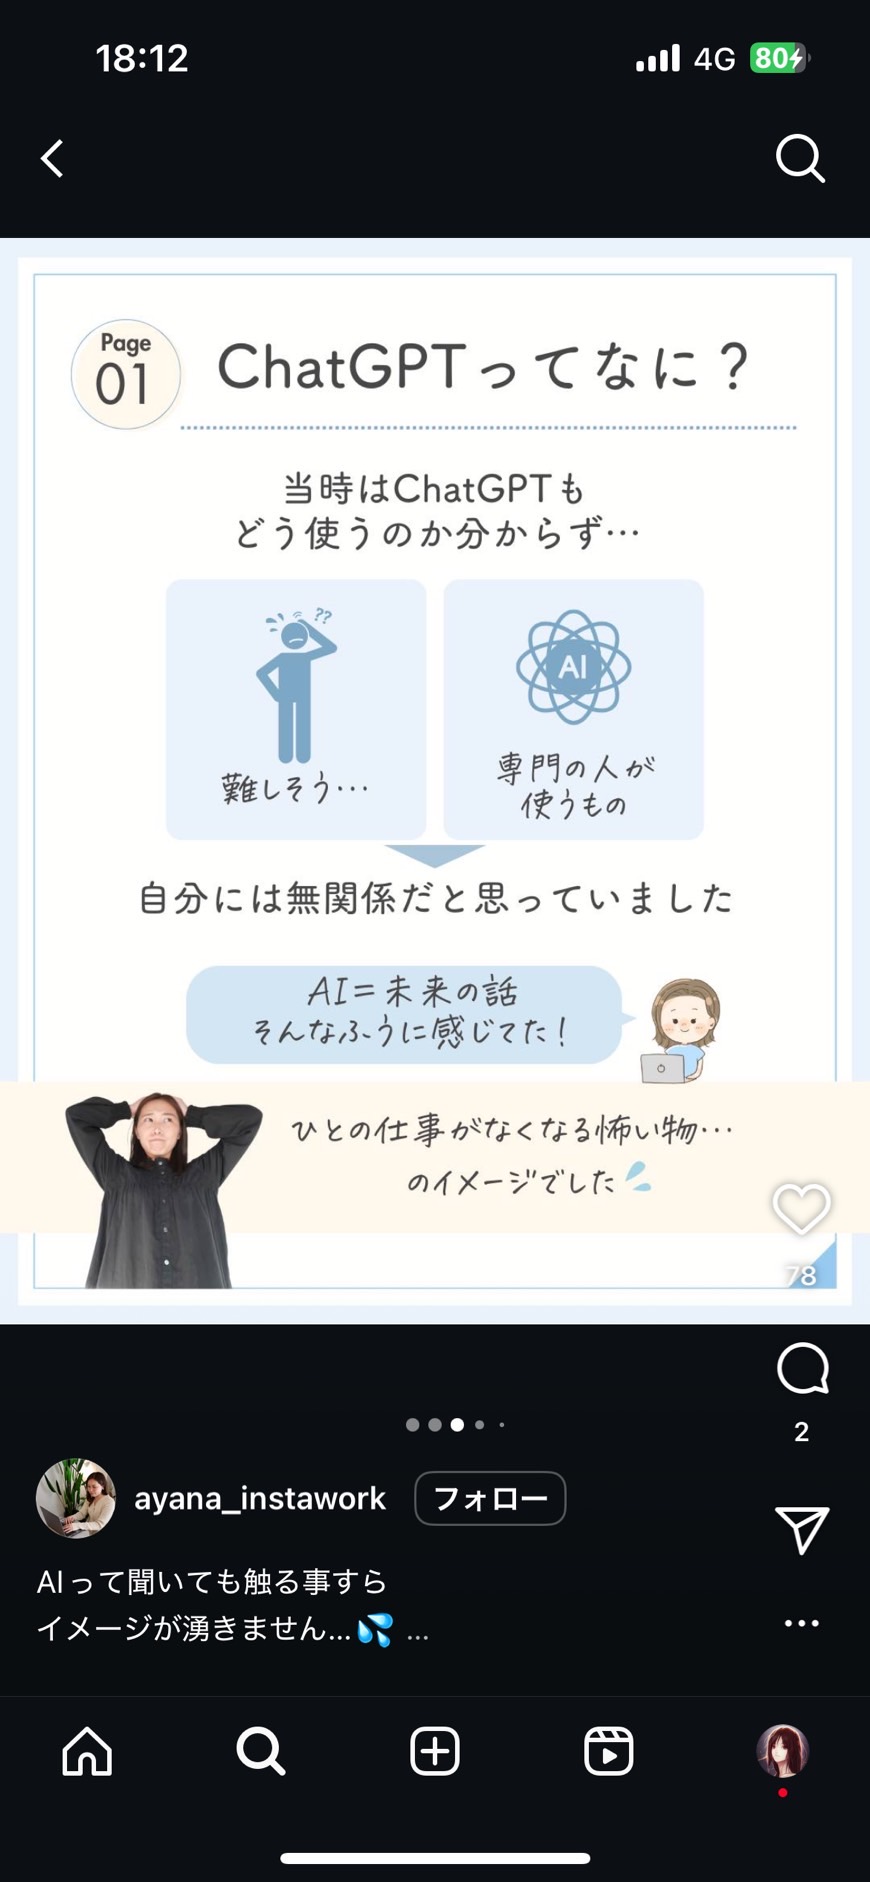 18:12
4G
80
Page
01
ChatGPTってなに？
当時はChatGPTも
どう使うのか分からず…
??
難しそう…
AI
専門の人が
使うもの
自分には無関係だと思っていました
AI＝未来の話
そんなふうに感じてた！
ひとの仕事がなくなる怖い物…
のイメージでした
78
2
ayana_instawork
フォロー
AIって聞いても触る事すら
イメージが湧きません...💦 ...